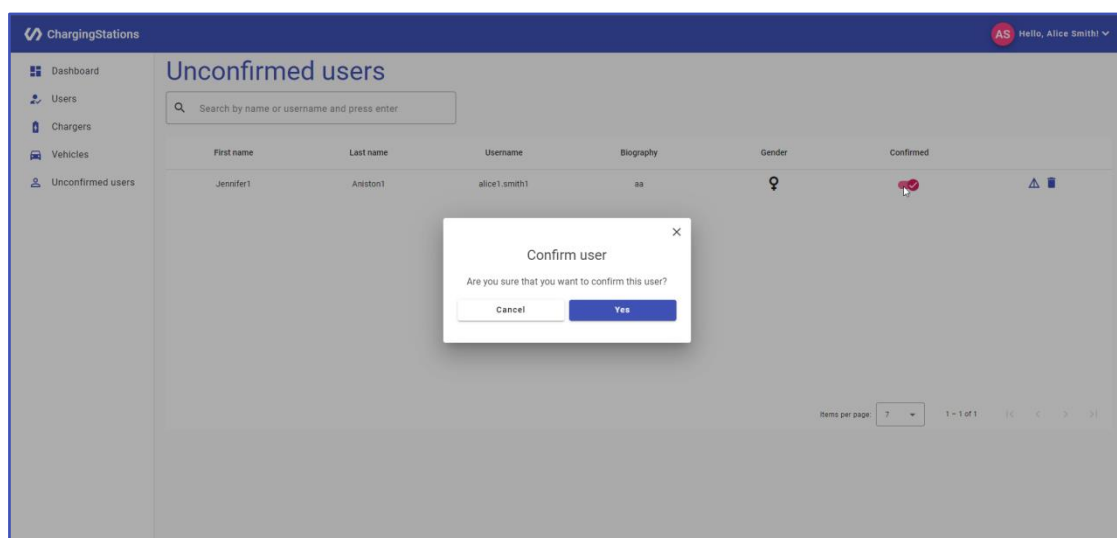 ChargingStations
AS Hello, Alice Smith!
Dashboard
Users
Chargers
Vehicles
Unconfirmed users
Unconfirmed users
Search by name or username and press enter
First name Last name Username Biography Gender Confirmed
Jennifer1 Aniston1 alice1.smith1 aa
Confirm user
Are you sure that you want to confirm this user?
Cancel Yes
Items per page: 7 1 – 1 of 1